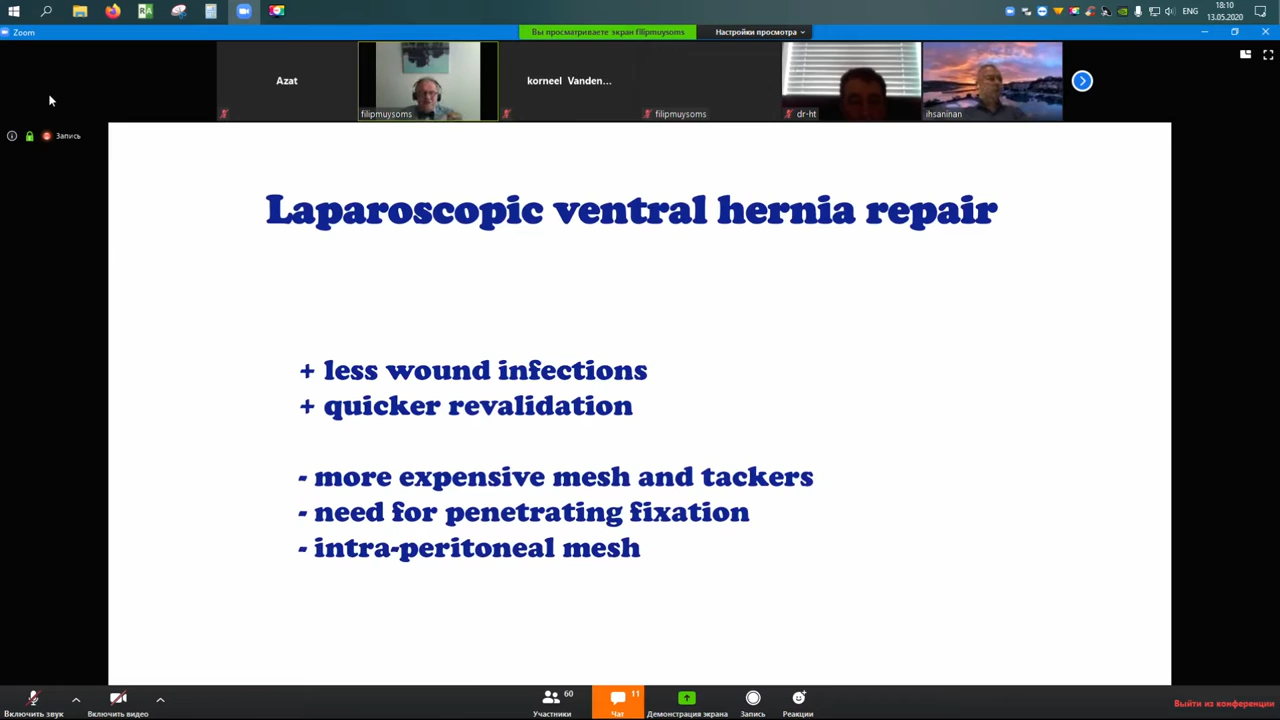 ENG
18:10
13.05.2020
Zoom
Вы просматриваете экран filipmuysoms
Настройки просмотра
Azat
filipmuysoms
korneel Vanden...
filipmuysoms
dr-ht
ihsaninan
Запись
Laparoscopic ventral hernia repair
+ less wound infections
+ quicker revalidation
- more expensive mesh and tackers
- need for penetrating fixation
- intra-peritoneal mesh
Включить звук
Включить видео
60
Участники
11
Чат
Демонстрация экрана
Запись
Реакции
Выйти из конференции